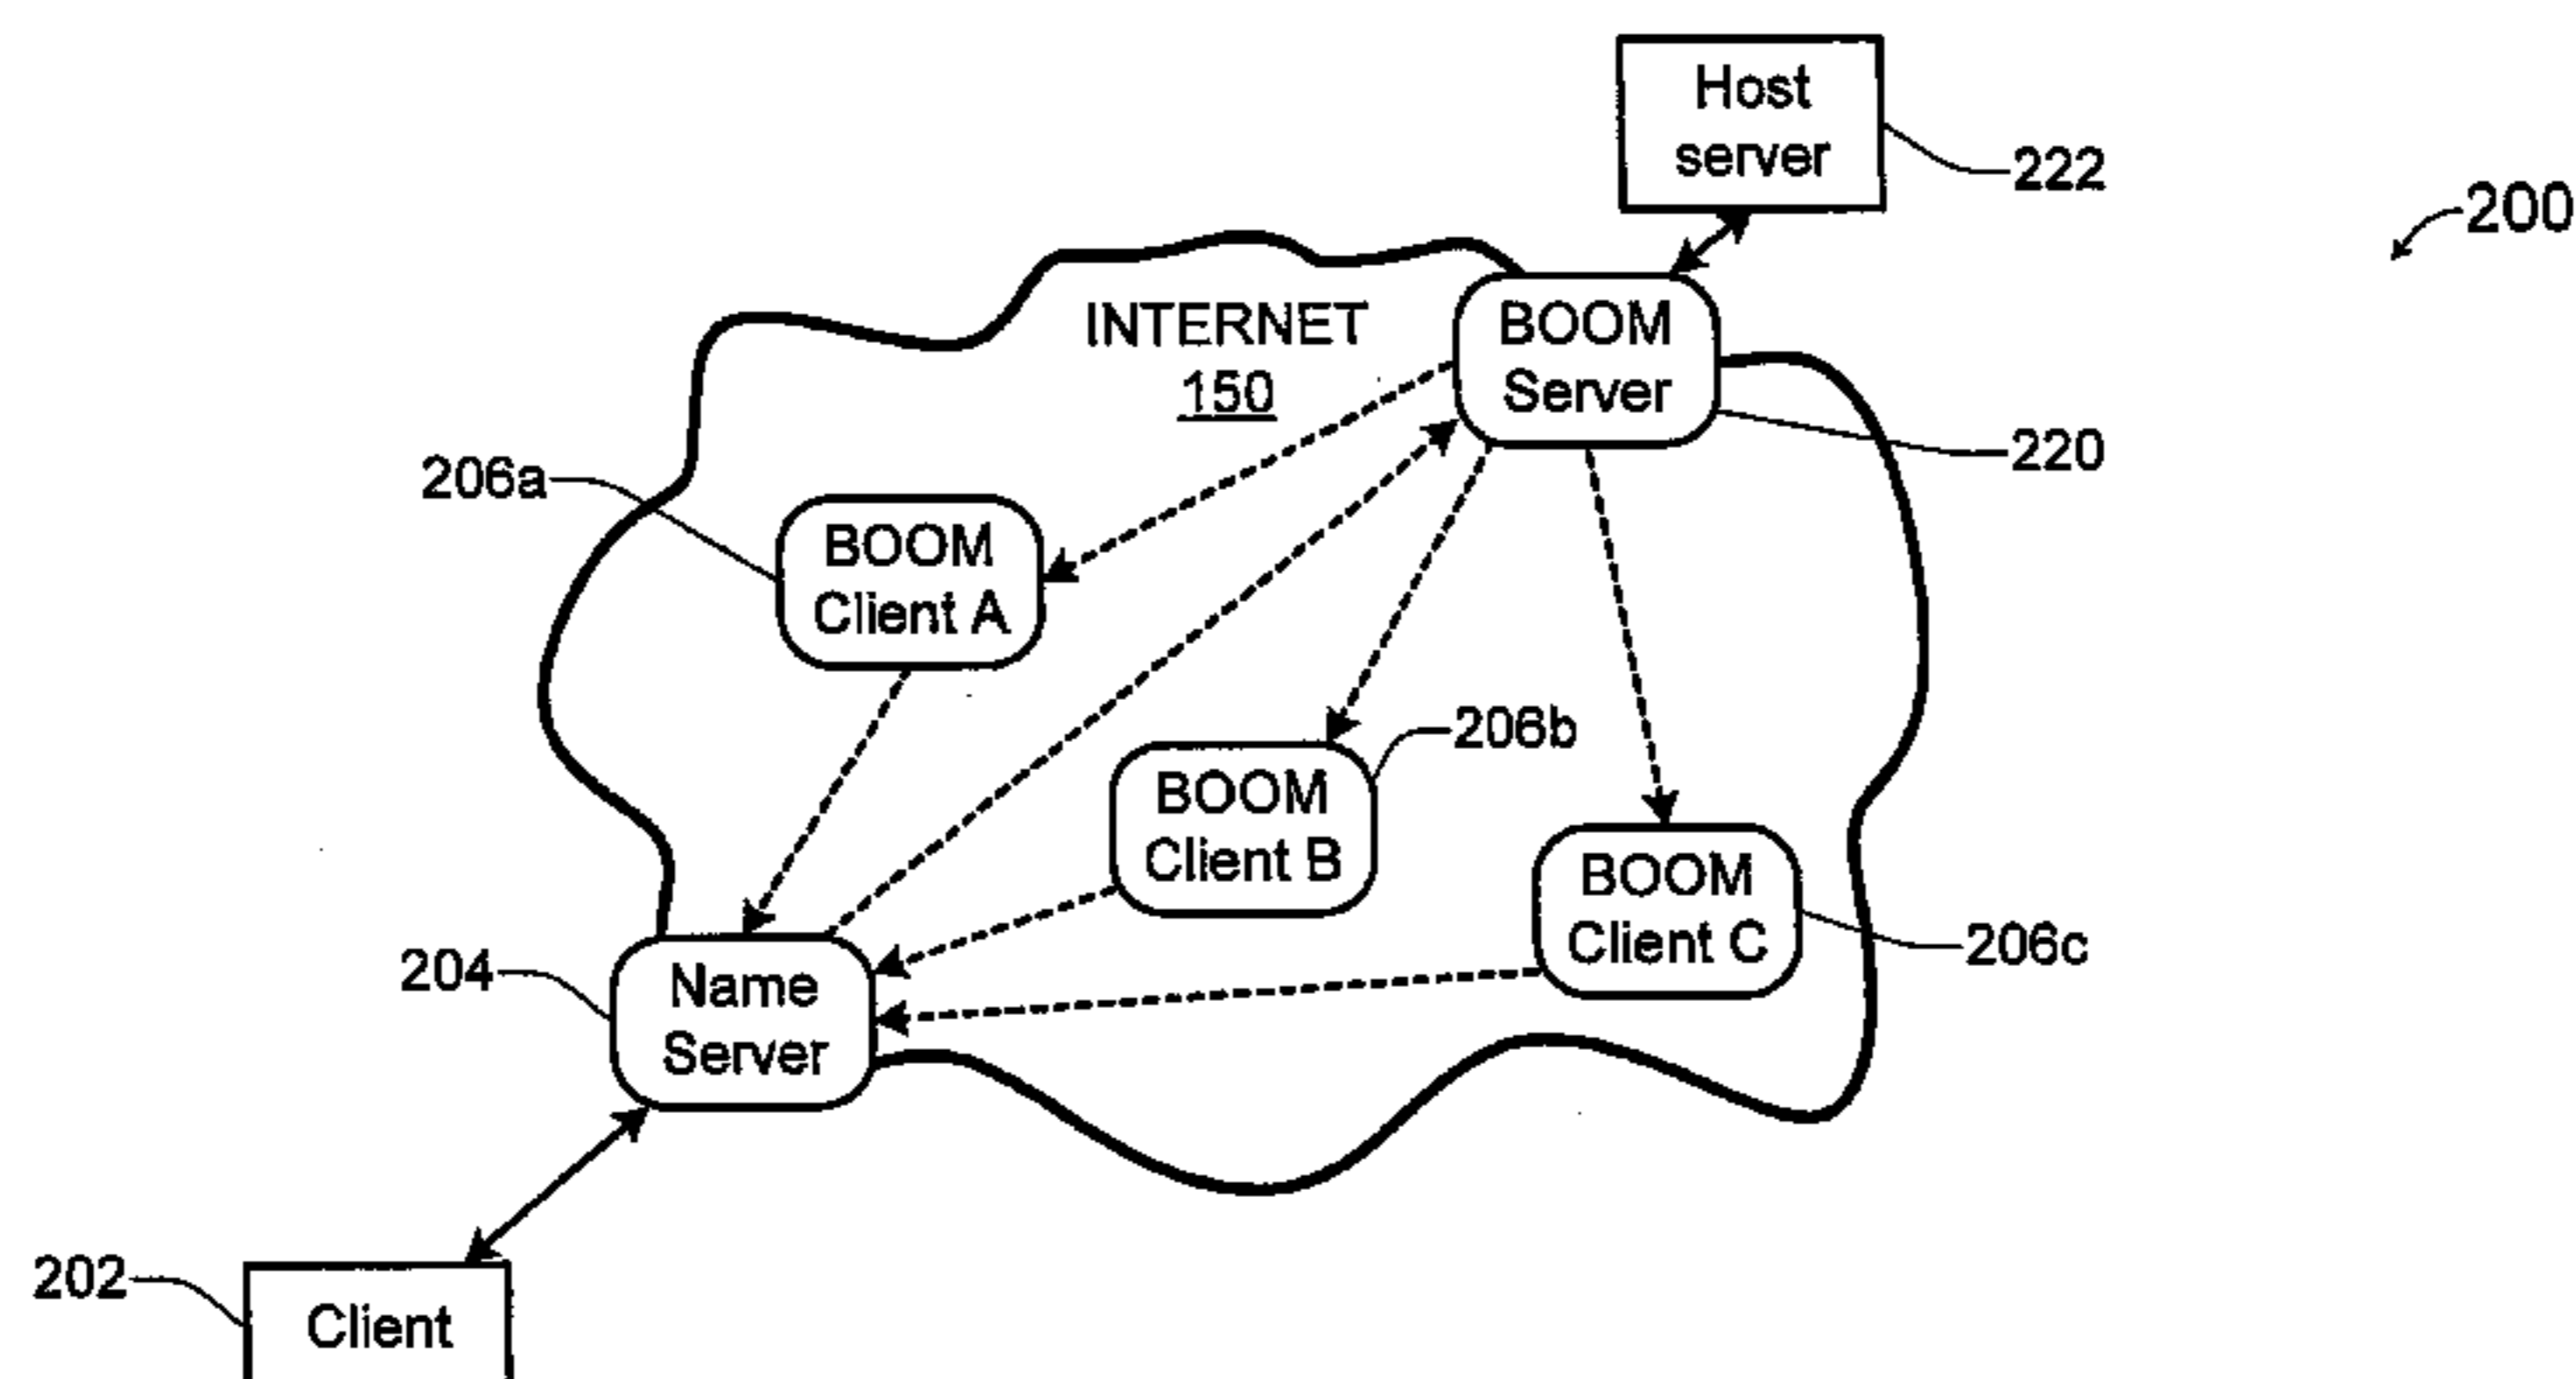 Host
server
222
200
INTERNET
150
BOOM
Server
220
206a
BOOM
Client A
206b
BOOM
Client B
BOOM
Client C
206c
204
Name
Server
202
Client